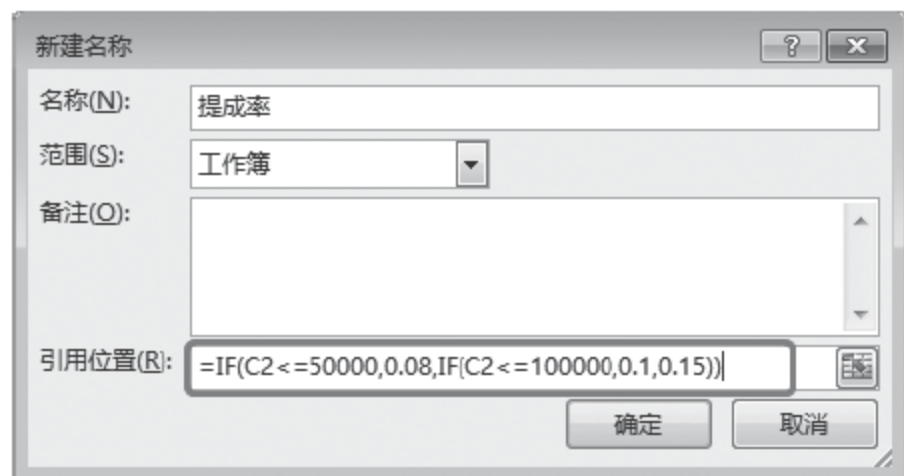 新建名称
名称(N):
提成率
范围(S):
工作簿
备注(O):
引用位置(R):
=IF(C2<=50000,0.08,IF(C2<=100000,0.1,0.15))
确定
取消